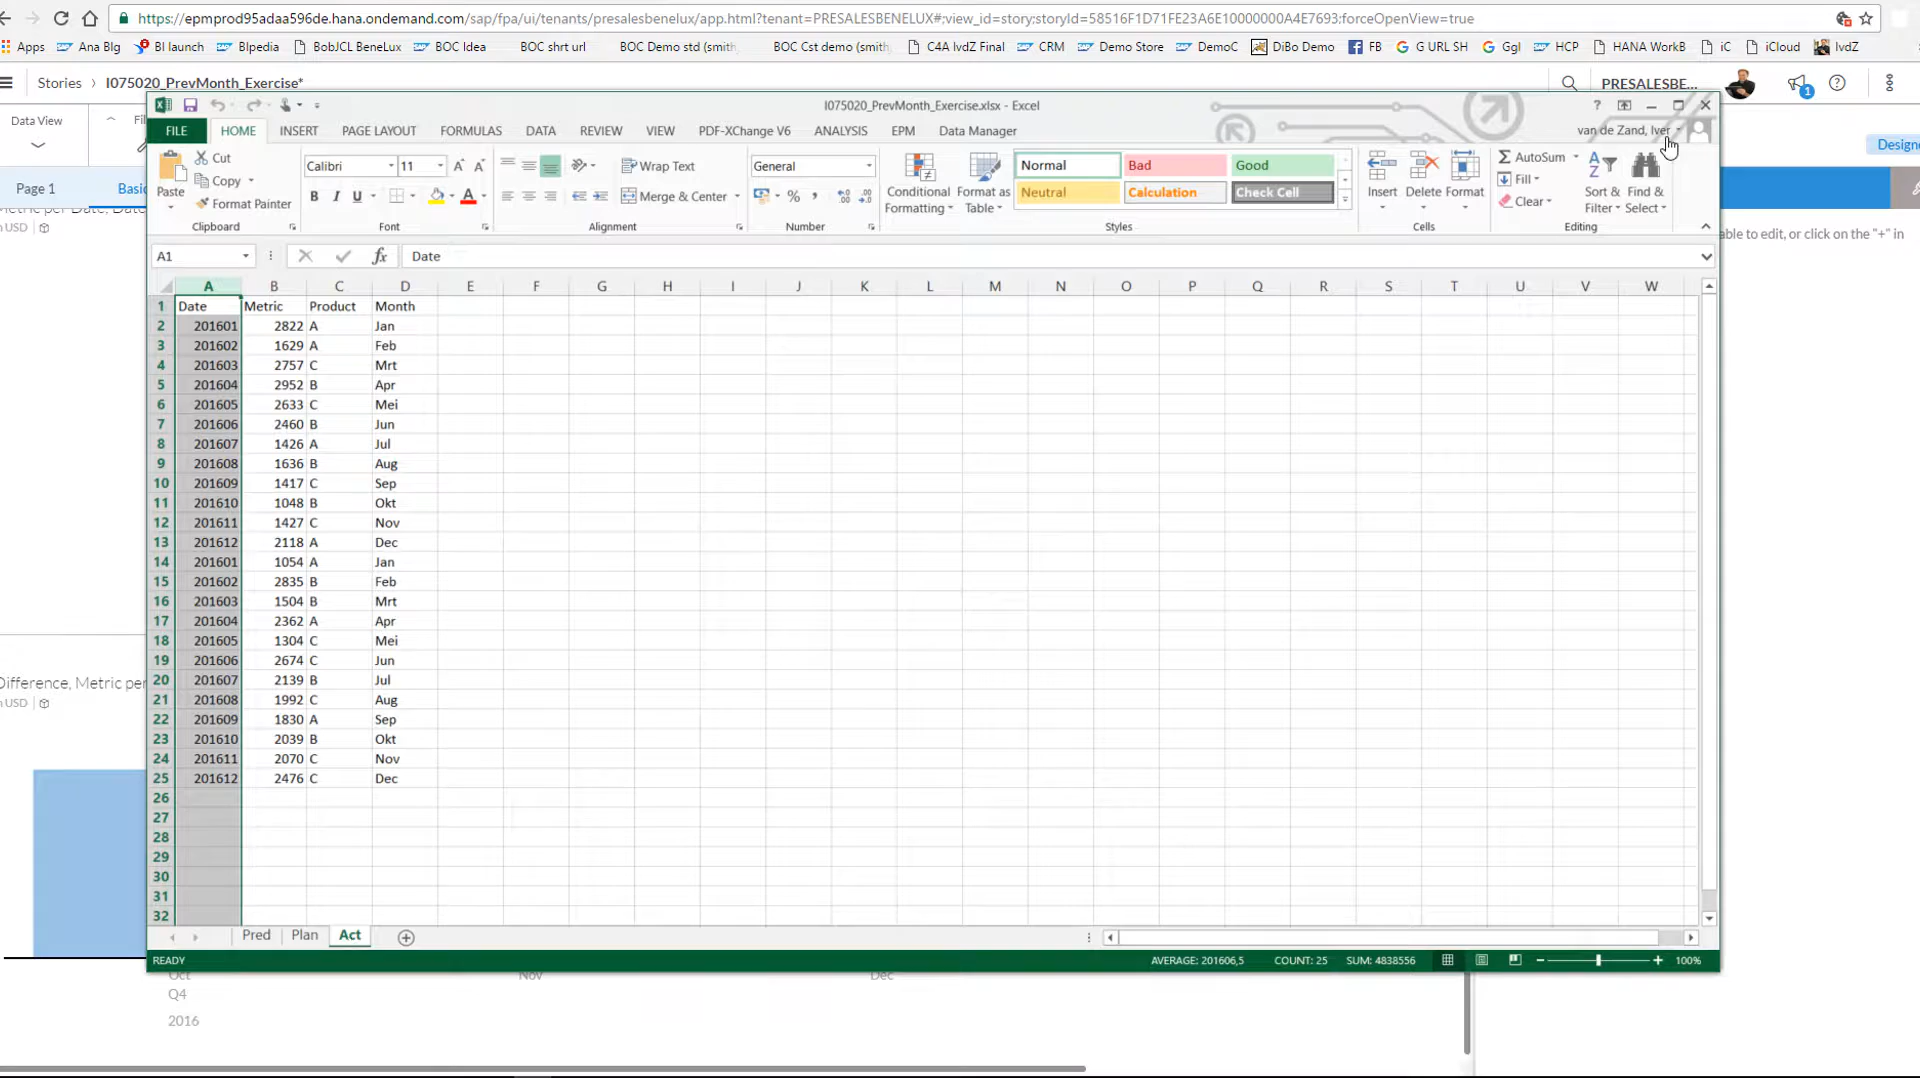 https://epmprod95adaa596de.hana.ondemand.com/sap/fpa/ui/tenants/presalesbenelux/app.html?tenant=PRESALESBENELUX#;view_id=story;storyId=58516F1D71FE23A6E10000000A4E7693;forceOpenView=true
Apps Ana Blg BI launch BIpedia BobJCL BeneLux BOC Idea BOC shrt url BOC Demo std (smith BOC Cst demo (smith C4A IvdZ Final CRM Demo Store DemoC DiBo Demo FB G URL SH Ggl HCP HANA WorkB iC iCloud IvdZ
Stories I075020_PrevMonth_Exercise* PRESALESBE... 1
I075020_PrevMonth_Exercise.xlsx - Excel ?
Data View
FILE HOME INSERT PAGE LAYOUT FORMULAS DATA REVIEW VIEW PDF-XChange V6 ANALYSIS EPM Data Manager van de Zand, Iver
Paste Cut Copy Format Painter
Calibri 11
B I U
Wrap Text
Merge & Center
General
Conditional Formatting
Format as Table
Normal Bad Good
Neutral Calculation Check Cell
Insert Delete Format
AutoSum
Fill
Clear
Sort & Filter
Find & Select
Clipboard Font Alignment Number Styles Cells Editing
Page 1
Metric per Date, Date
USD
able to edit, or click on the "+" in
A1 fx Date
A B C D E F G H I J K L M N O P Q R S T U V W
1 Date Metric Product Month
2 201601 2822 A Jan
3 201602 1629 A Feb
4 201603 2757 C Mrt
5 201604 2952 B Apr
6 201605 2633 C Mei
7 201606 2460 B Jun
8 201607 1426 A Jul
9 201608 1636 B Aug
10 201609 1417 C Sep
11 201610 1048 B Okt
12 201611 1427 C Nov
13 201612 2118 A Dec
14 201601 1054 A Jan
15 201602 2835 B Feb
16 201603 1504 B Mrt
17 201604 2362 A Apr
18 201605 1304 C Mei
19 201606 2674 C Jun
20 201607 2139 B Jul
21 201608 1992 C Aug
22 201609 1830 A Sep
23 201610 2039 B Okt
24 201611 2070 C Nov
25 201612 2476 C Dec
26
27
28
29
30
31
32
Difference, Metric per
USD
Pred Plan Act
READY AVERAGE: 201606,5 COUNT: 25 SUM: 4838556 100%
Oct Nov Dec
Q4
2016